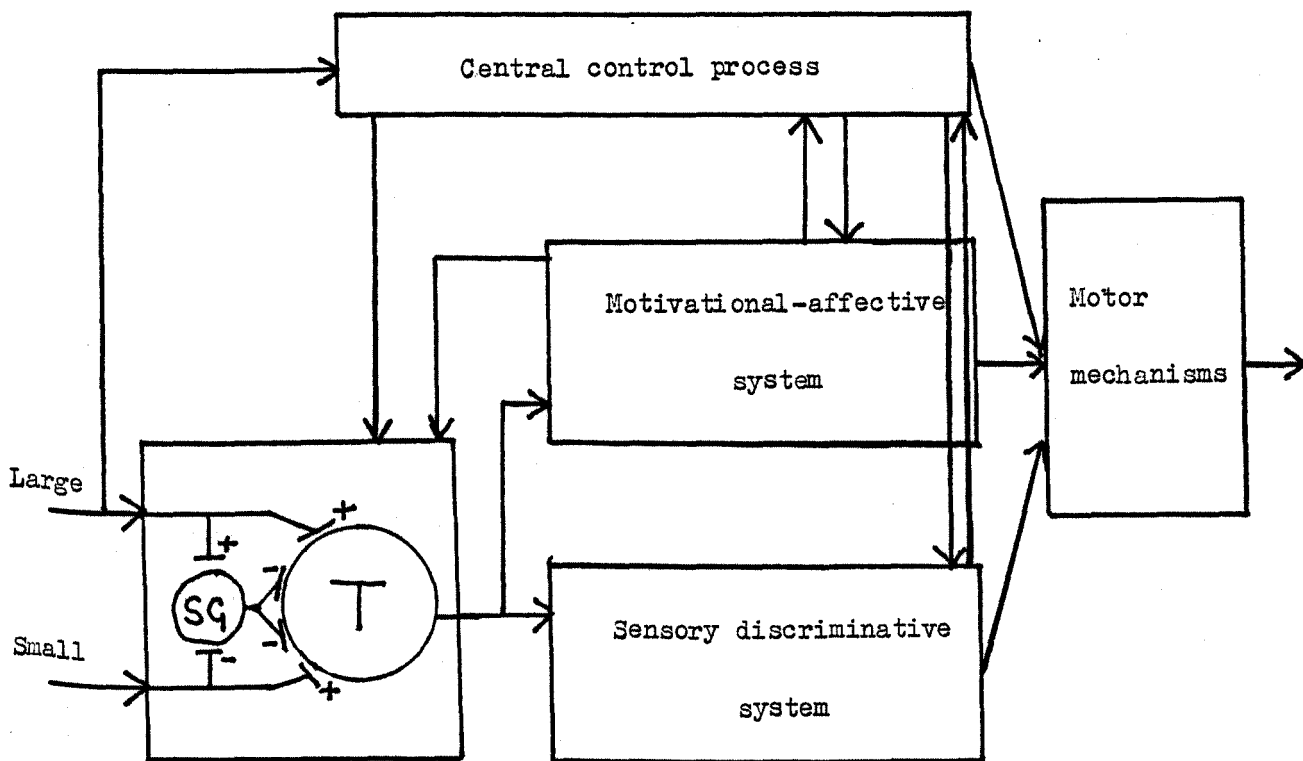 Central control process
Motivational-affective
system
Motor
mechanisms
Large
+
+
-
SG
T
-
Small
-
+
Sensory discriminative
system